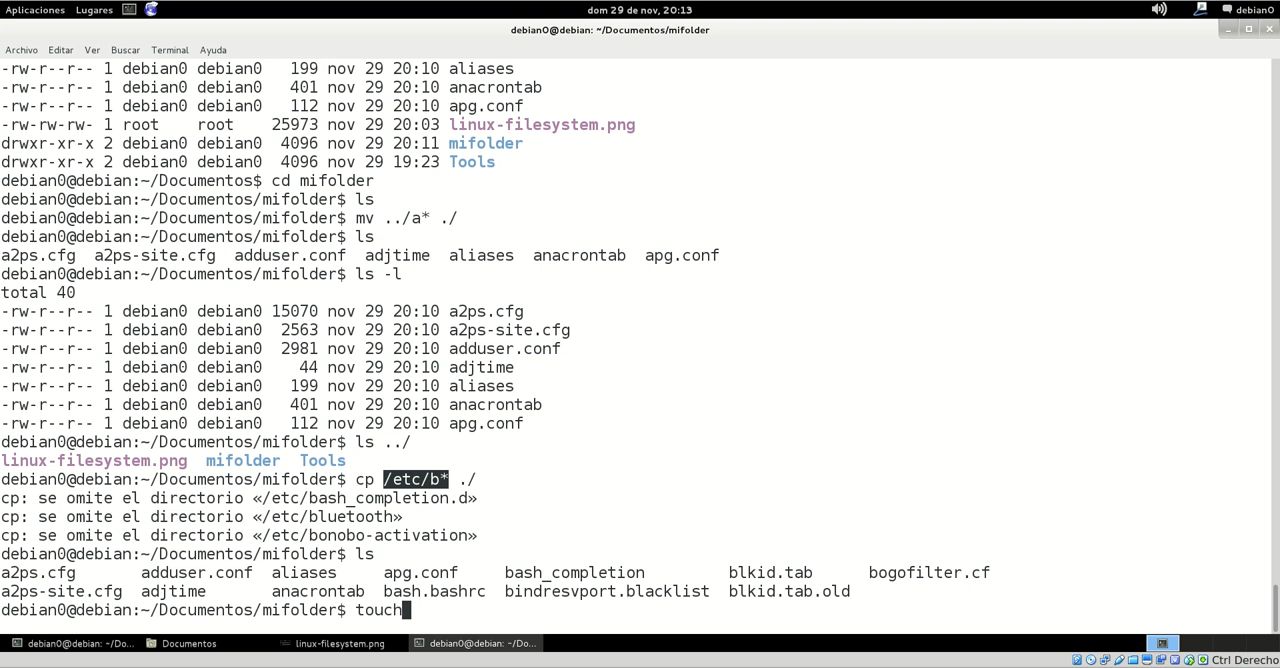 Aplicaciones Lugares dom 29 de nov, 20:13 debian0
debian0@debian: ~/Documentos/mifolder
Archivo Editar Ver Buscar Terminal Ayuda
-rw-r--r-- 1 debian0 debian0   199 nov 29 20:10 aliases
-rw-r--r-- 1 debian0 debian0   401 nov 29 20:10 anacrontab
-rw-r--r-- 1 debian0 debian0   112 nov 29 20:10 apg.conf
-rw-rw-rw- 1 root    root    25973 nov 29 20:03 linux-filesystem.png
drwxr-xr-x 2 debian0 debian0  4096 nov 29 20:11 mifolder
drwxr-xr-x 2 debian0 debian0  4096 nov 29 19:23 Tools
debian0@debian:~/Documentos$ cd mifolder
debian0@debian:~/Documentos/mifolder$ ls
debian0@debian:~/Documentos/mifolder$ mv ../a* ./
debian0@debian:~/Documentos/mifolder$ ls
a2ps.cfg  a2ps-site.cfg  adduser.conf  adjtime  aliases  anacrontab  apg.conf
debian0@debian:~/Documentos/mifolder$ ls -l
total 40
-rw-r--r-- 1 debian0 debian0 15070 nov 29 20:10 a2ps.cfg
-rw-r--r-- 1 debian0 debian0  2563 nov 29 20:10 a2ps-site.cfg
-rw-r--r-- 1 debian0 debian0  2981 nov 29 20:10 adduser.conf
-rw-r--r-- 1 debian0 debian0    44 nov 29 20:10 adjtime
-rw-r--r-- 1 debian0 debian0   199 nov 29 20:10 aliases
-rw-r--r-- 1 debian0 debian0   401 nov 29 20:10 anacrontab
-rw-r--r-- 1 debian0 debian0   112 nov 29 20:10 apg.conf
debian0@debian:~/Documentos/mifolder$ ls ../
linux-filesystem.png  mifolder  Tools
debian0@debian:~/Documentos/mifolder$ cp /etc/b* ./
cp: se omite el directorio «/etc/bash_completion.d»
cp: se omite el directorio «/etc/bluetooth»
cp: se omite el directorio «/etc/bonobo-activation»
debian0@debian:~/Documentos/mifolder$ ls
a2ps.cfg       adduser.conf  aliases     apg.conf     bash_completion         blkid.tab      bogofilter.cf
a2ps-site.cfg  adjtime       anacrontab  bash.bashrc  bindresvport.blacklist  blkid.tab.old
debian0@debian:~/Documentos/mifolder$ touch
debian0@debian: ~/Do... Documentos linux-filesystem.png debian0@debian: ~/Do...
Ctrl Derecho